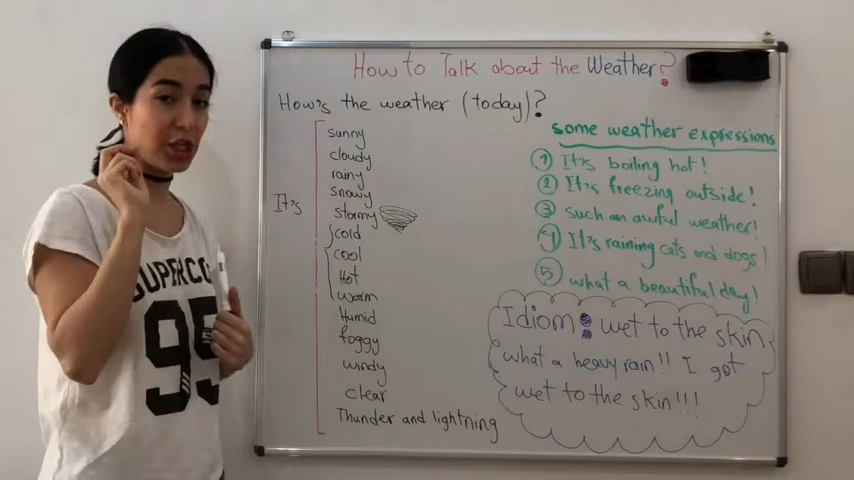 How to Talk about the Weather?
How's the weather (today)?
It's
sunny
cloudy
rainy
snowy
stormy
cold
cool
Hot
warm
Humid
foggy
windy
clear
Thunder and lightning
some weather expressions
1 It's boiling hot!
2 It's freezing outside!
3 such an awful weather!
4 It's raining cats and dogs!
5 what a beautiful day!
Idiom: wet to the skin
what a heavy rain!! I got
wet to the skin!!!
SUPERCO
95